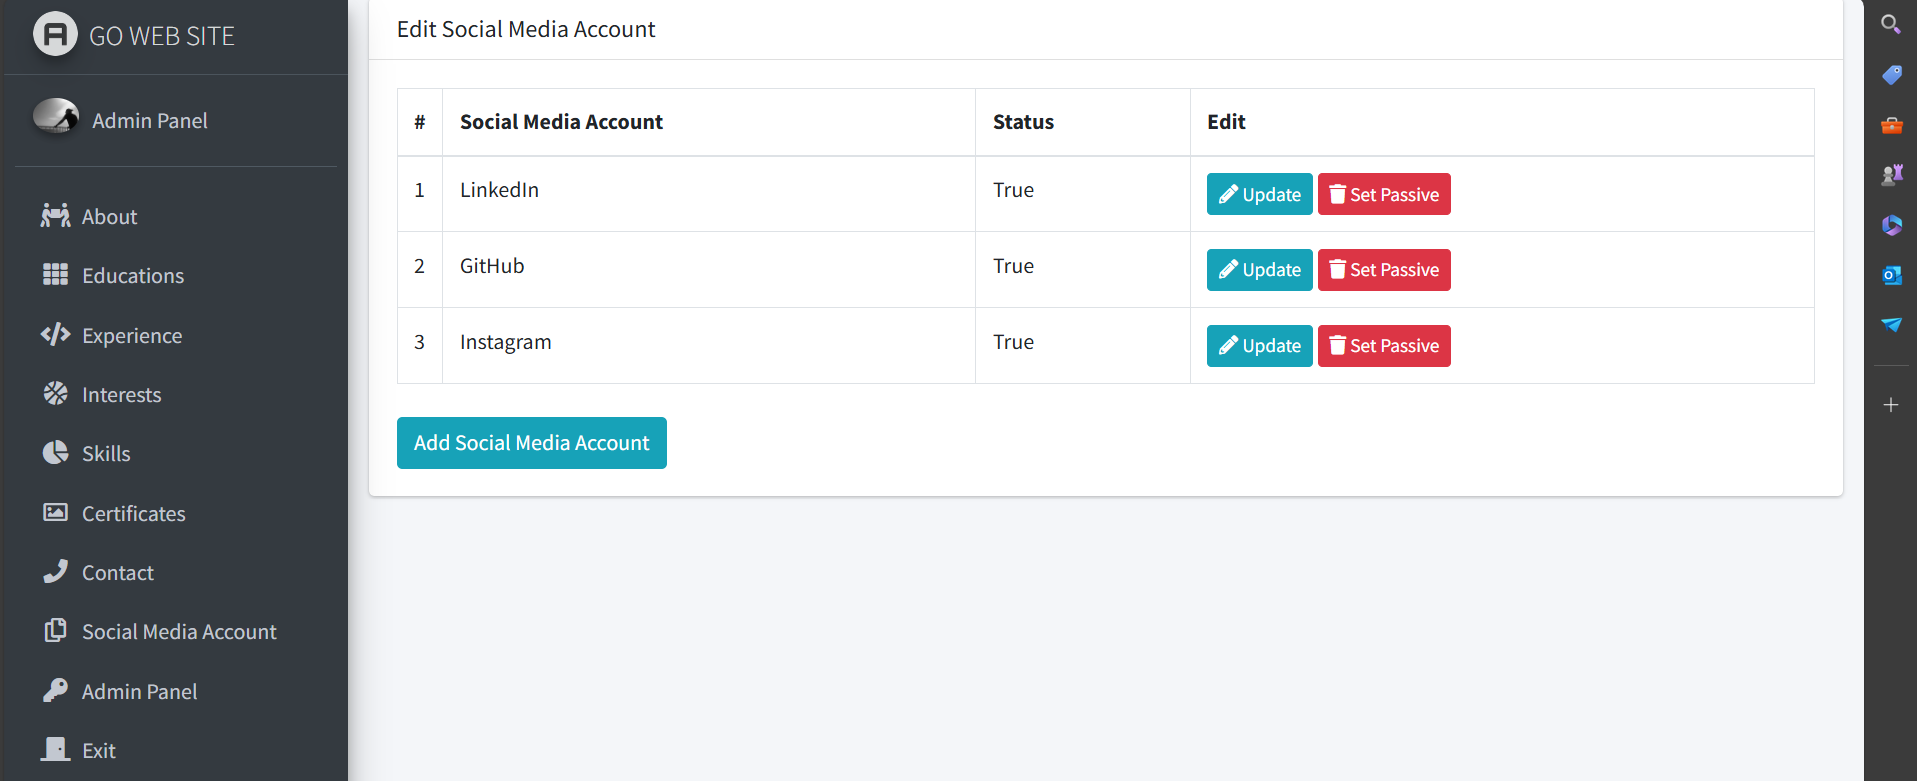 GO WEB SITE
Admin Panel
About
Educations
Experience
Interests
Skills
Certificates
Contact
Social Media Account
Admin Panel
Exit
Edit Social Media Account
# Social Media Account Status Edit
1 LinkedIn True Update Set Passive
2 GitHub True Update Set Passive
3 Instagram True Update Set Passive
Add Social Media Account